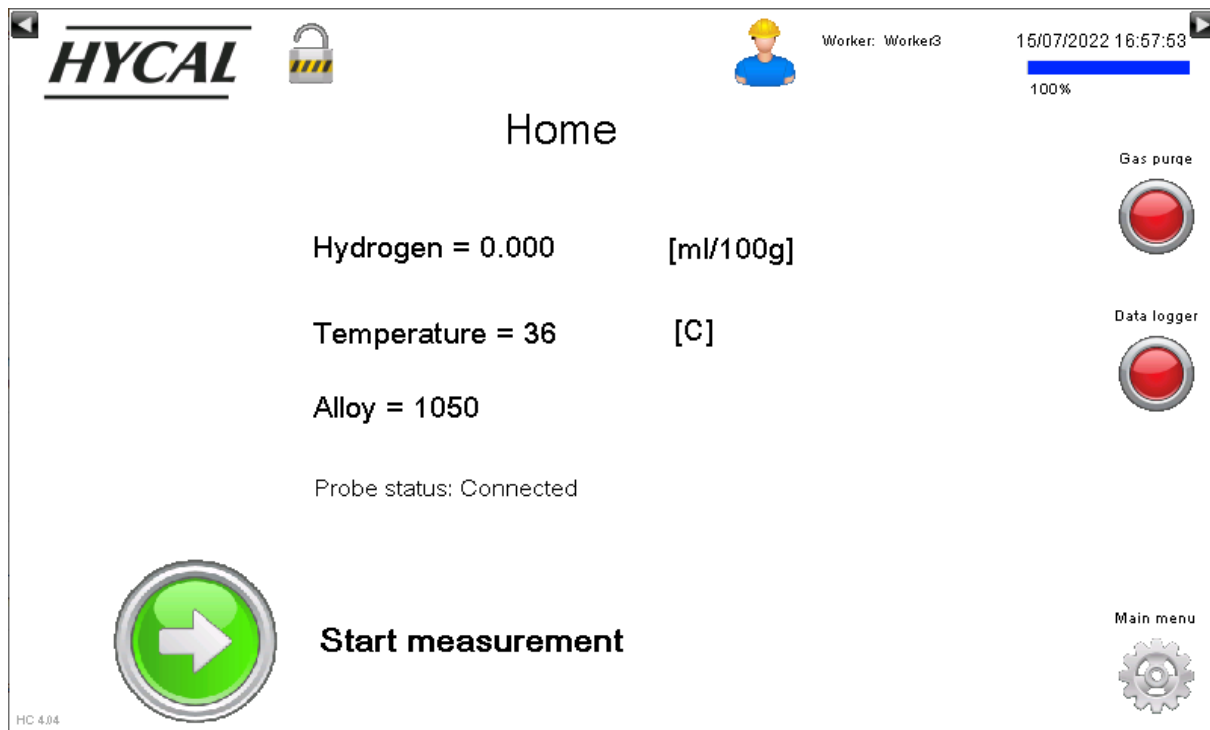 HYCAL
Worker: Worker3
15/07/2022 16:57:53
100%
Home
Gas purge
Hydrogen = 0.000 [ml/100g]
Data logger
Temperature = 36 [C]
Alloy = 1050
Probe status: Connected
Main menu
Start measurement
HC 4.04